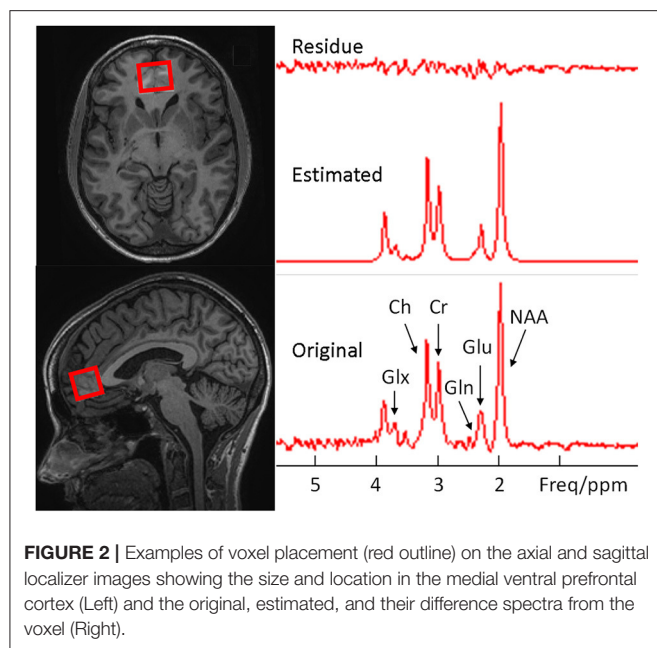 Residue
Estimated
Original
Ch
Cr
NAA
Glx
Glu
Gln
5 4 3 2 Freq/ppm
FIGURE 2 | Examples of voxel placement (red outline) on the axial and sagittal
localizer images showing the size and location in the medial ventral prefrontal
cortex (Left) and the original, estimated, and their difference spectra from the
voxel (Right).